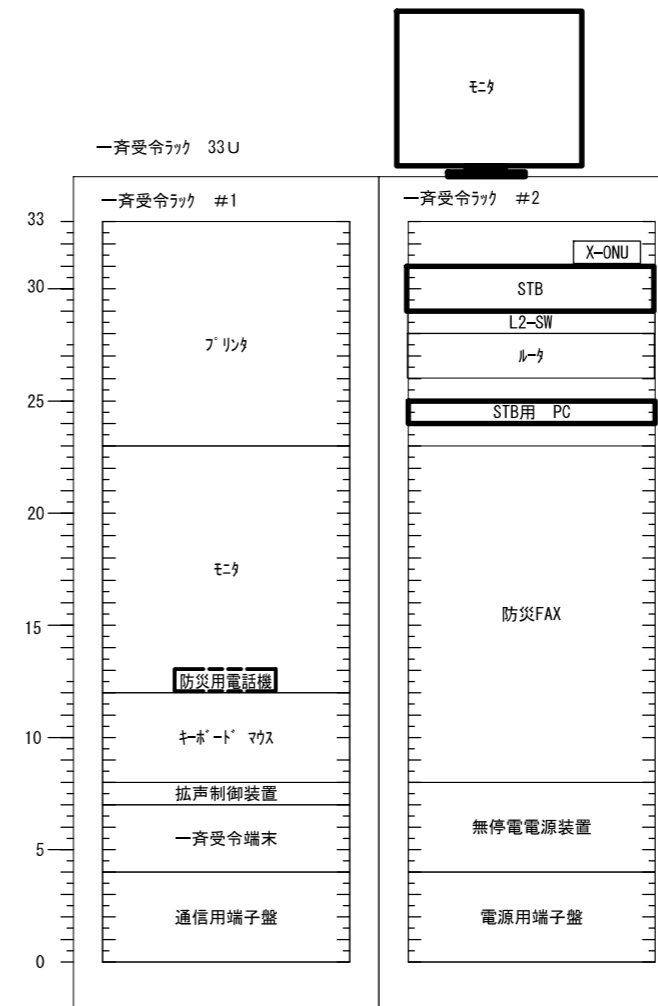 モニタ
一斉受令ラック 33U
一斉受令ラック #1
一斉受令ラック #2
33
X-ONU
30
STB
L2-SW
プリンタ
ルータ
25
STB用 PC
20
モニタ
防災FAX
15
防災用電話機
10
キーボード マウス
拡声制御装置
無停電電源装置
一斉受令端末
5
通信用端子盤
電源用端子盤
0